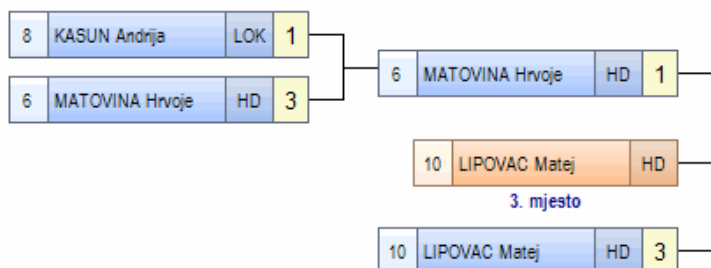 8 KASUN Andrija LOK 1
6 MATOVINA Hrvoje HD 3
6 MATOVINA Hrvoje HD 1
10 LIPOVAC Matej HD
3. mjesto
10 LIPOVAC Matej HD 3